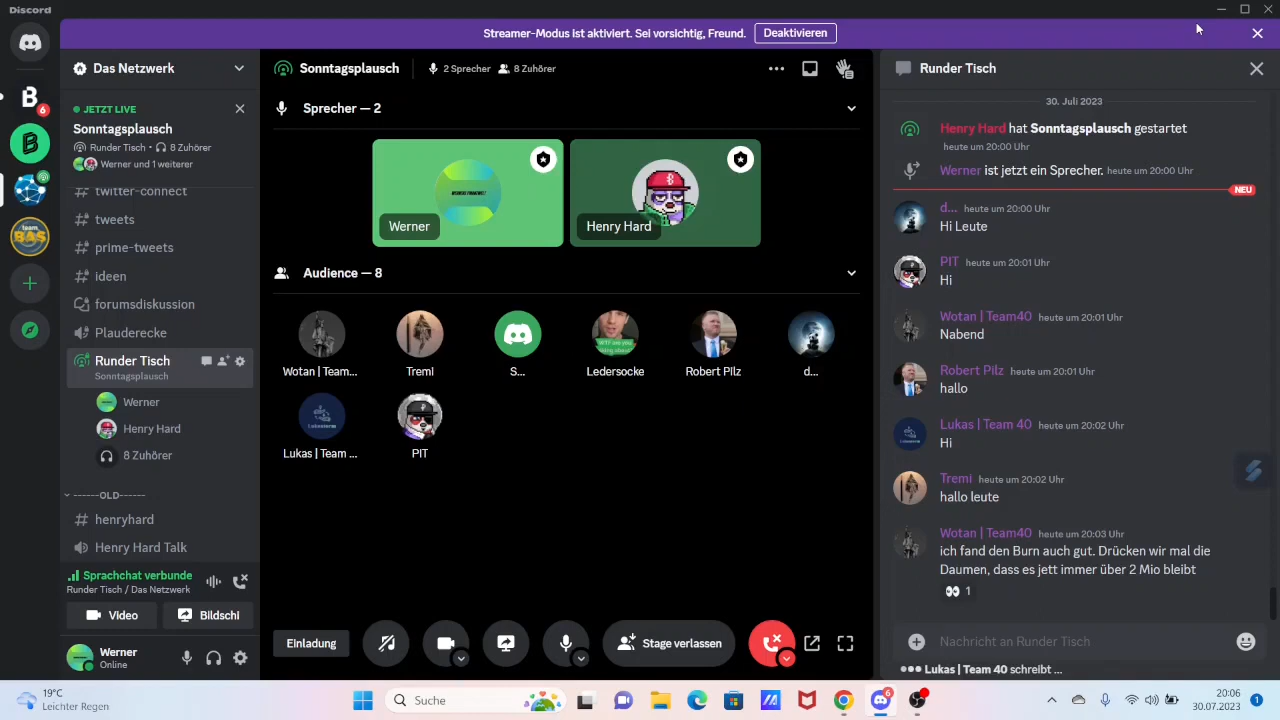 Discord
Streamer-Modus ist aktiviert. Sei vorsichtig, Freund.
Deaktivieren
B
6
Das Netzwerk
JETZT LIVE
Sonntagsplausch
Runder Tisch • 8 Zuhörer
Werner und 1 weiterer
twitter-connect
tweets
prime-tweets
ideen
forumsdiskussion
Plauderecke
Runder Tisch
Sonntagsplausch
Werner
Henry Hard
8 Zuhörer
------OLD------
henryhard
Henry Hard Talk
Sprachchat verbunde
Runder Tisch / Das Netzwerk
Video
Bildschi
Werner
Online
Sonntagsplausch
2 Sprecher
8 Zuhörer
Sprecher — 2
Werner
Henry Hard
Audience — 8
Wotan | Team...
Tremi
S...
Ledersocke
Robert Pilz
d...
Lukas | Team ...
PIT
Einladung
Stage verlassen
Runder Tisch
30. Juli 2023
Henry Hard hat Sonntagsplausch gestartet
heute um 20:00 Uhr
Werner ist jetzt ein Sprecher. heute um 20:00 Uhr
NEU
d... heute um 20:00 Uhr
Hi Leute
PIT heute um 20:01 Uhr
Hi
Wotan | Team40 heute um 20:01 Uhr
Nabend
Robert Pilz heute um 20:01 Uhr
hallo
Lukas | Team 40 heute um 20:02 Uhr
Hi
Tremi heute um 20:02 Uhr
hallo leute
Wotan | Team40 heute um 20:03 Uhr
ich fand den Burn auch gut. Drücken wir mal die
Daumen, dass es jett immer über 2 Mio bleibt
1
Nachricht an Runder Tisch
Lukas | Team 40 schreibt ...
19°C
Leichter Regen
Suche
6
20:06
30.07.2023
1